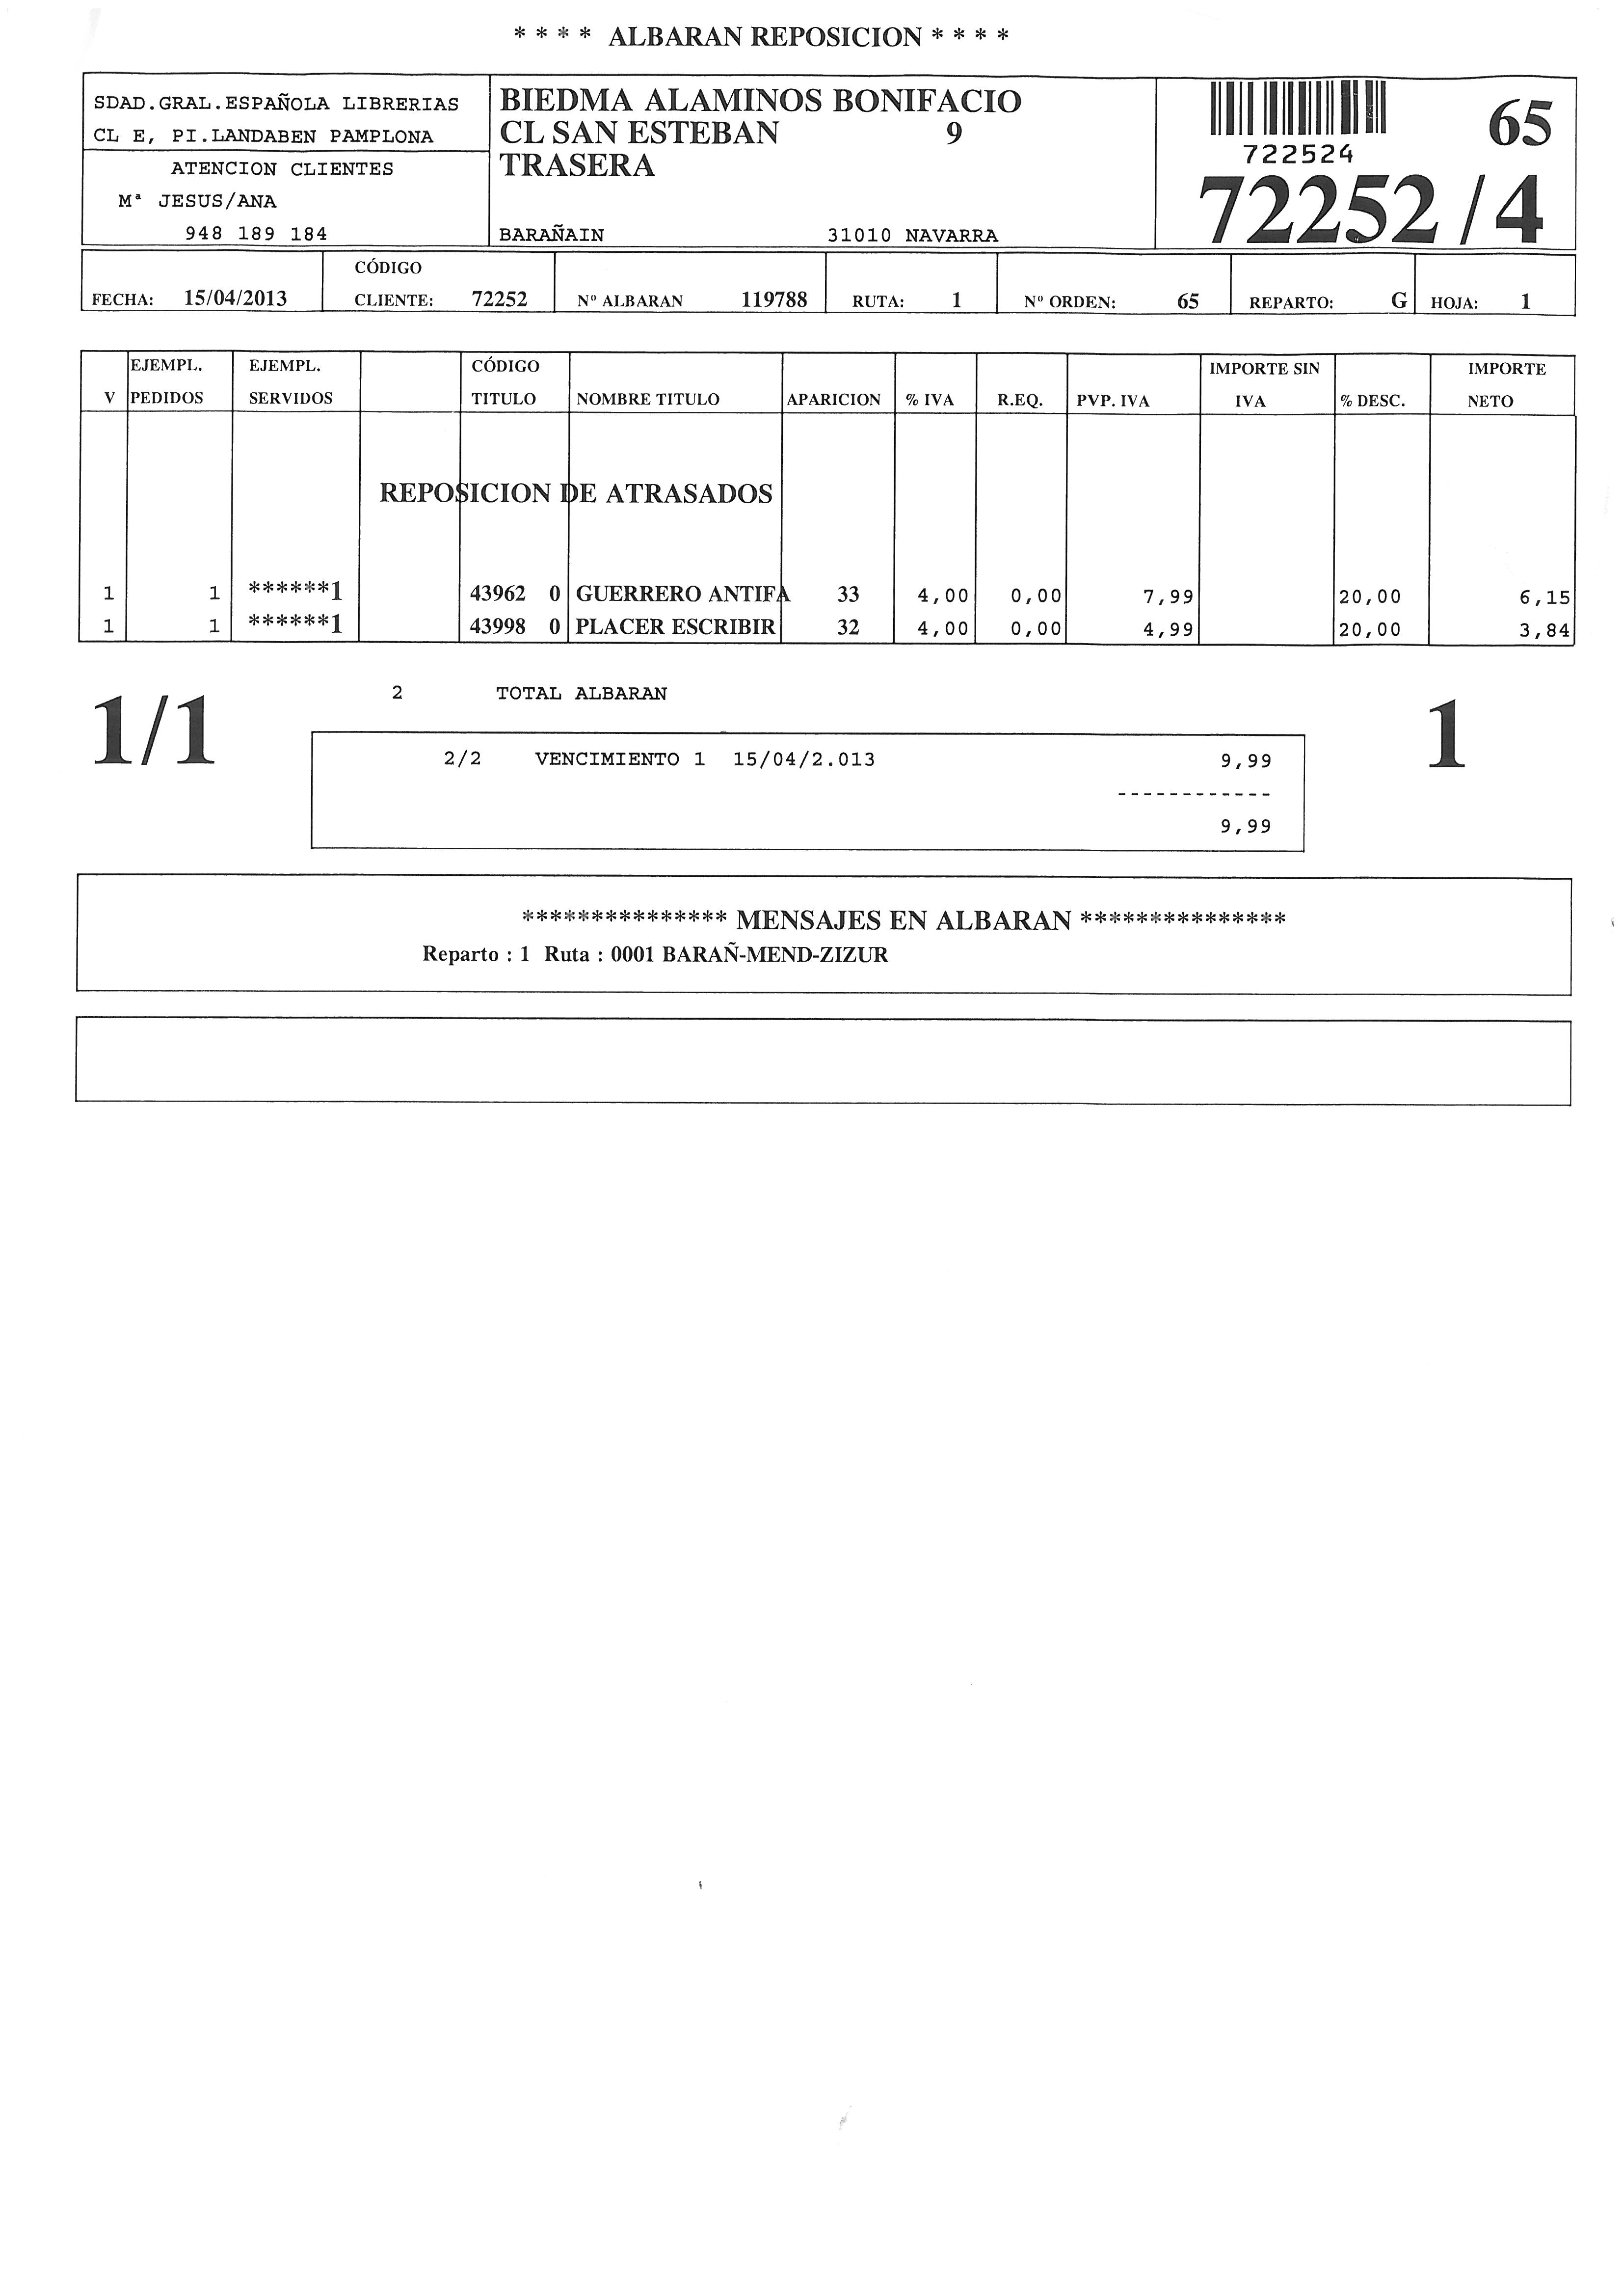 * * * * ALBARAN REPOSICION * * * *
SDAD.GRAL.ESPAÑOLA LIBRERIAS
CL E, PI.LANDABEN PAMPLONA
ATENCION CLIENTES
Mª JESUS/ANA
948 189 184
BIEDMA ALAMINOS BONIFACIO
CL SAN ESTEBAN 9
TRASERA
BARAÑAIN 31010 NAVARRA
722524
65
72252/4
FECHA: 15/04/2013 CÓDIGO CLIENTE: 72252 Nº ALBARAN 119788 RUTA: 1 Nº ORDEN: 65 REPARTO: G HOJA: 1
V EJEMPL. PEDIDOS EJEMPL. SERVIDOS CÓDIGO TITULO NOMBRE TITULO APARICION % IVA R.EQ. PVP. IVA IMPORTE SIN IVA % DESC. IMPORTE NETO
REPOSICION DE ATRASADOS
1 1 ******1 43962 0 GUERRERO ANTIFA 33 4,00 0,00 7,99 20,00 6,15
1 1 ******1 43998 0 PLACER ESCRIBIR 32 4,00 0,00 4,99 20,00 3,84
2 TOTAL ALBARAN
1/1
1
2/2 VENCIMIENTO 1 15/04/2.013 9,99
------------
9,99
*************** MENSAJES EN ALBARAN ***************
Reparto : 1 Ruta : 0001 BARAÑ-MEND-ZIZUR